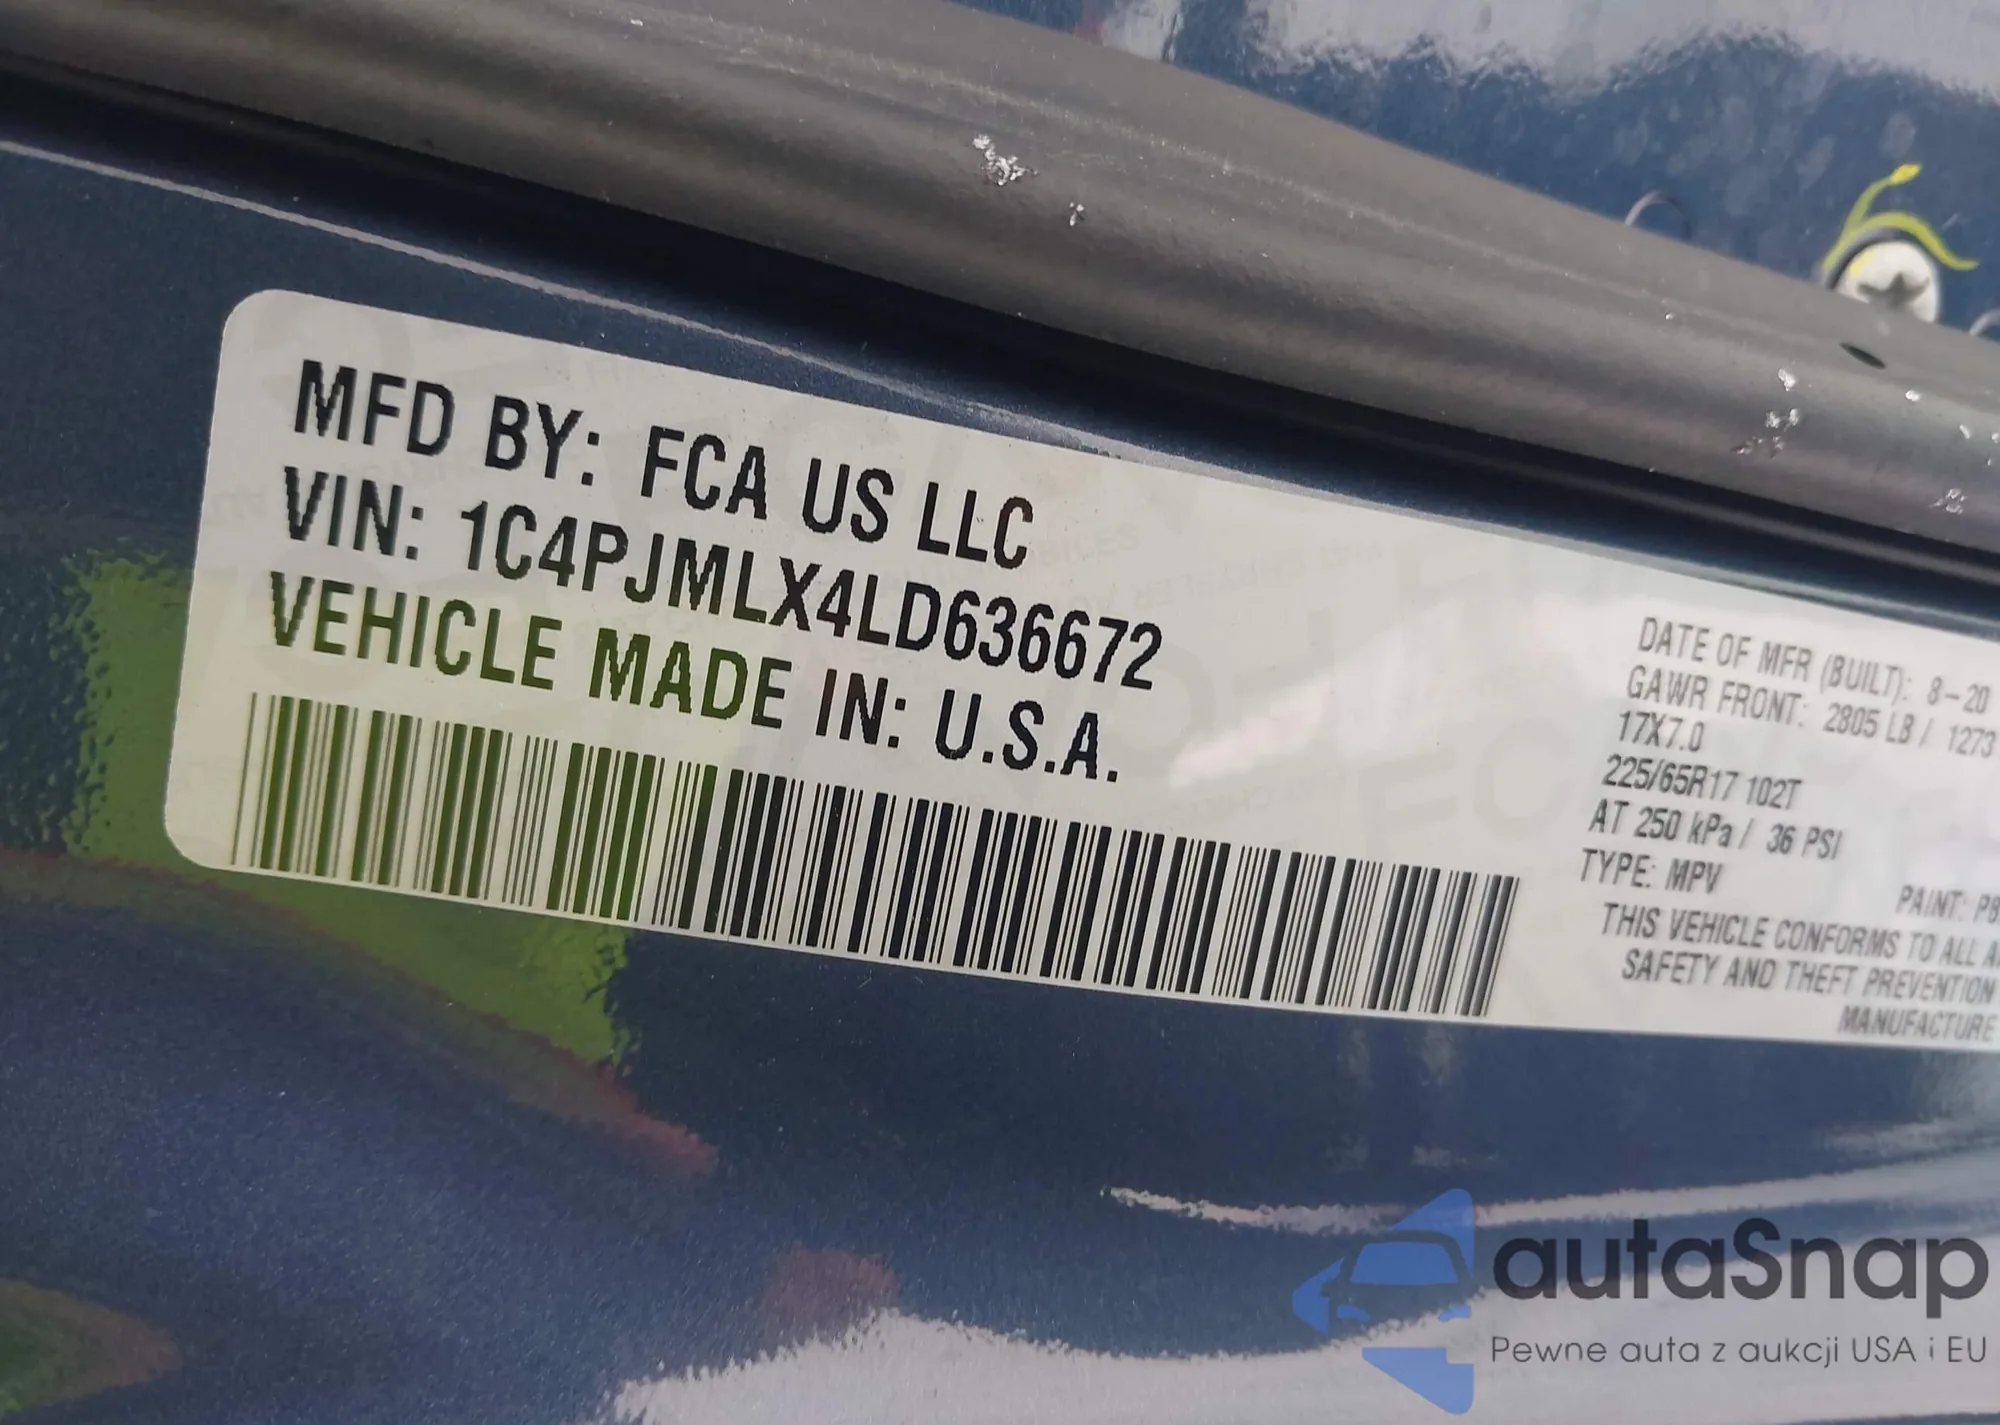 MFD BY: FCA US LLC
VIN: 1C4PJMLX4LD636672
VEHICLE MADE IN: U.S.A.
DATE OF MFR (BUILT): 8-20
GAWR FRONT: 2805 LB / 1273
17X7.0
225/65R17 102T
AT 250 kPa / 36 PSI
TYPE: MPV
PAINT: PB
THIS VEHICLE CONFORMS TO ALL A
SAFETY AND THEFT PREVENTION
MANUFACTURE
autaSnap
Pewne auta z aukcji USA i EU